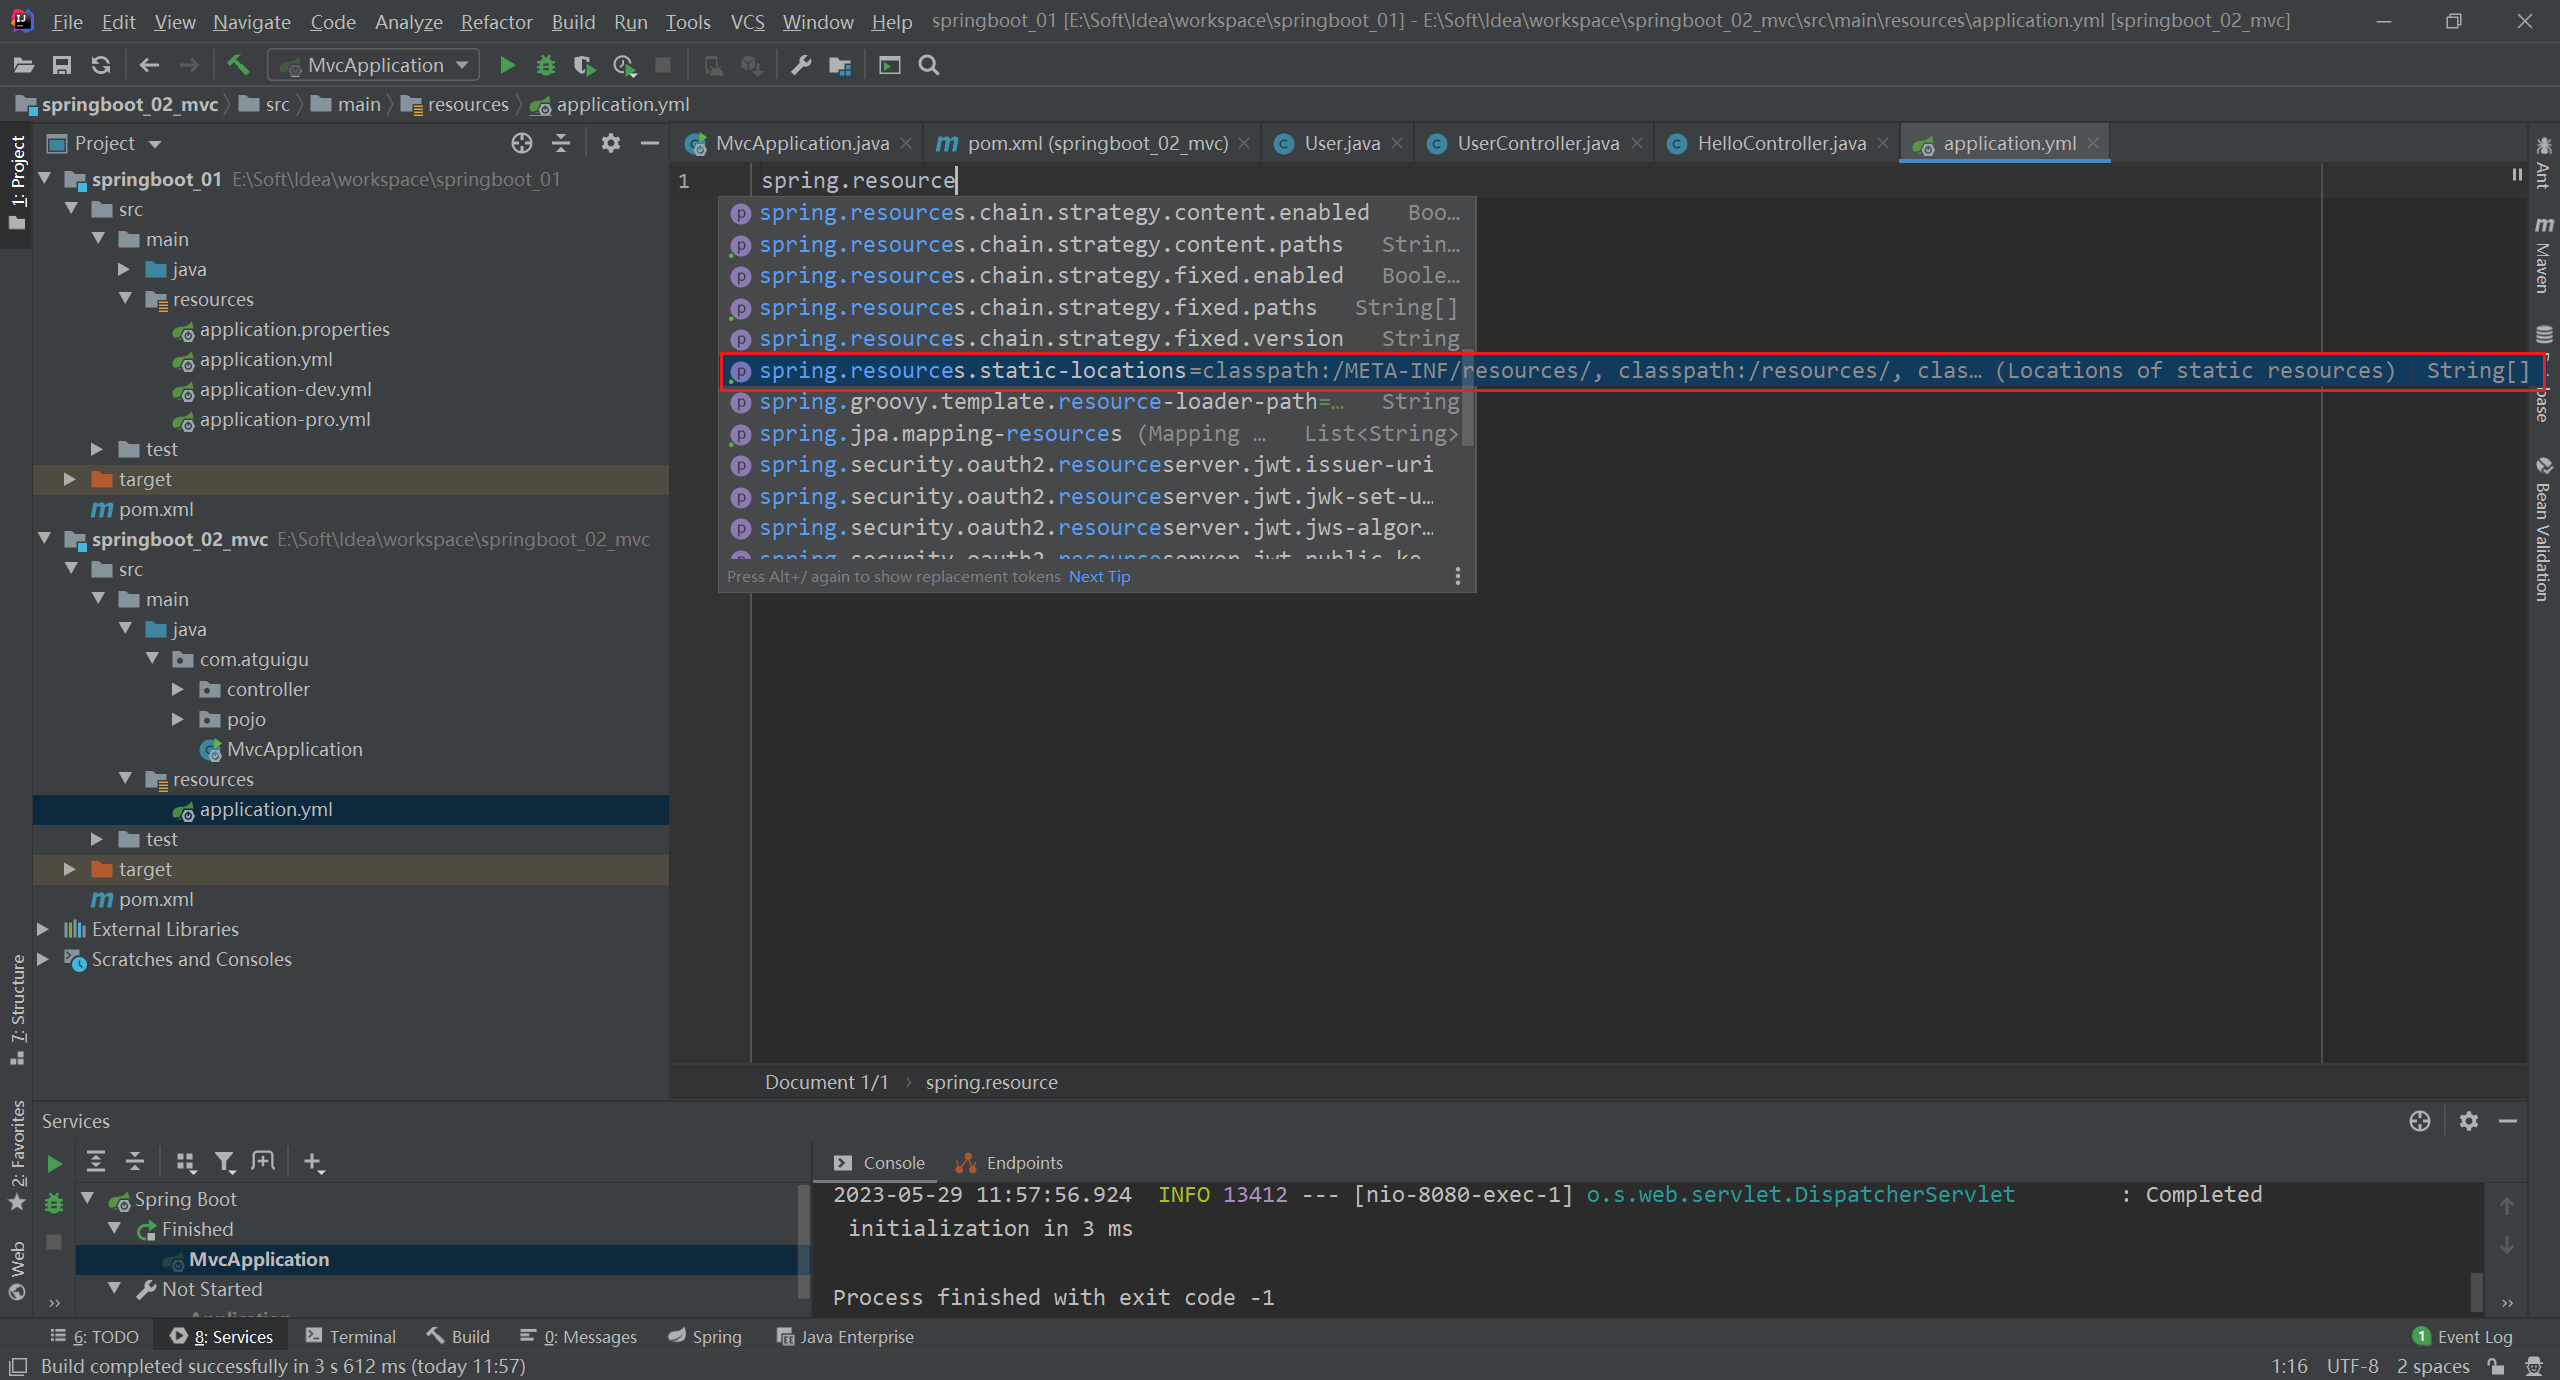 File Edit View Navigate Code Analyze Refactor Build Run Tools VCS Window Help springboot_01 [E:\Soft\Idea\workspace\springboot_01] - E:\Soft\Idea\workspace\springboot_02_mvc\src\main\resources\application.yml [springboot_02_mvc]
MvcApplication
springboot_02_mvc src main resources application.yml
1: Project
Project
MvcApplication.java pom.xml (springboot_02_mvc) User.java UserController.java HelloController.java application.yml
springboot_01 E:\Soft\Idea\workspace\springboot_01
src
main
java
resources
application.properties
application.yml
application-dev.yml
application-pro.yml
test
target
pom.xml
springboot_02_mvc E:\Soft\Idea\workspace\springboot_02_mvc
src
main
java
com.atguigu
controller
pojo
MvcApplication
resources
application.yml
test
target
pom.xml
External Libraries
Scratches and Consoles
7: Structure
2: Favorites
Web
1 spring.resource
spring.resources.chain.strategy.content.enabled Boo…
spring.resources.chain.strategy.content.paths Strin…
spring.resources.chain.strategy.fixed.enabled Boole…
spring.resources.chain.strategy.fixed.paths String[]
spring.resources.chain.strategy.fixed.version String
spring.resources.static-locations=classpath:/META-INF/resources/, classpath:/resources/, clas… (Locations of static resources) String[]
spring.groovy.template.resource-loader-path=… String
spring.jpa.mapping-resources (Mapping … List<String>
spring.security.oauth2.resourceserver.jwt.issuer-uri
spring.security.oauth2.resourceserver.jwt.jwk-set-u…
spring.security.oauth2.resourceserver.jwt.jws-algor…
spring.security.oauth2.resourceserver.jwt.public-ke…
Press Alt+/ again to show replacement tokens Next Tip
Ant
Maven
Bean Validation
Document 1/1 › spring.resource
Services
Spring Boot
Finished
MvcApplication
Not Started
Application
Console Endpoints
2023-05-29 11:57:56.924 INFO 13412 --- [nio-8080-exec-1] o.s.web.servlet.DispatcherServlet : Completed
initialization in 3 ms
Process finished with exit code -1
6: TODO 8: Services Terminal Build 0: Messages Spring Java Enterprise 1 Event Log
Build completed successfully in 3 s 612 ms (today 11:57) 1:16 UTF-8 2 spaces